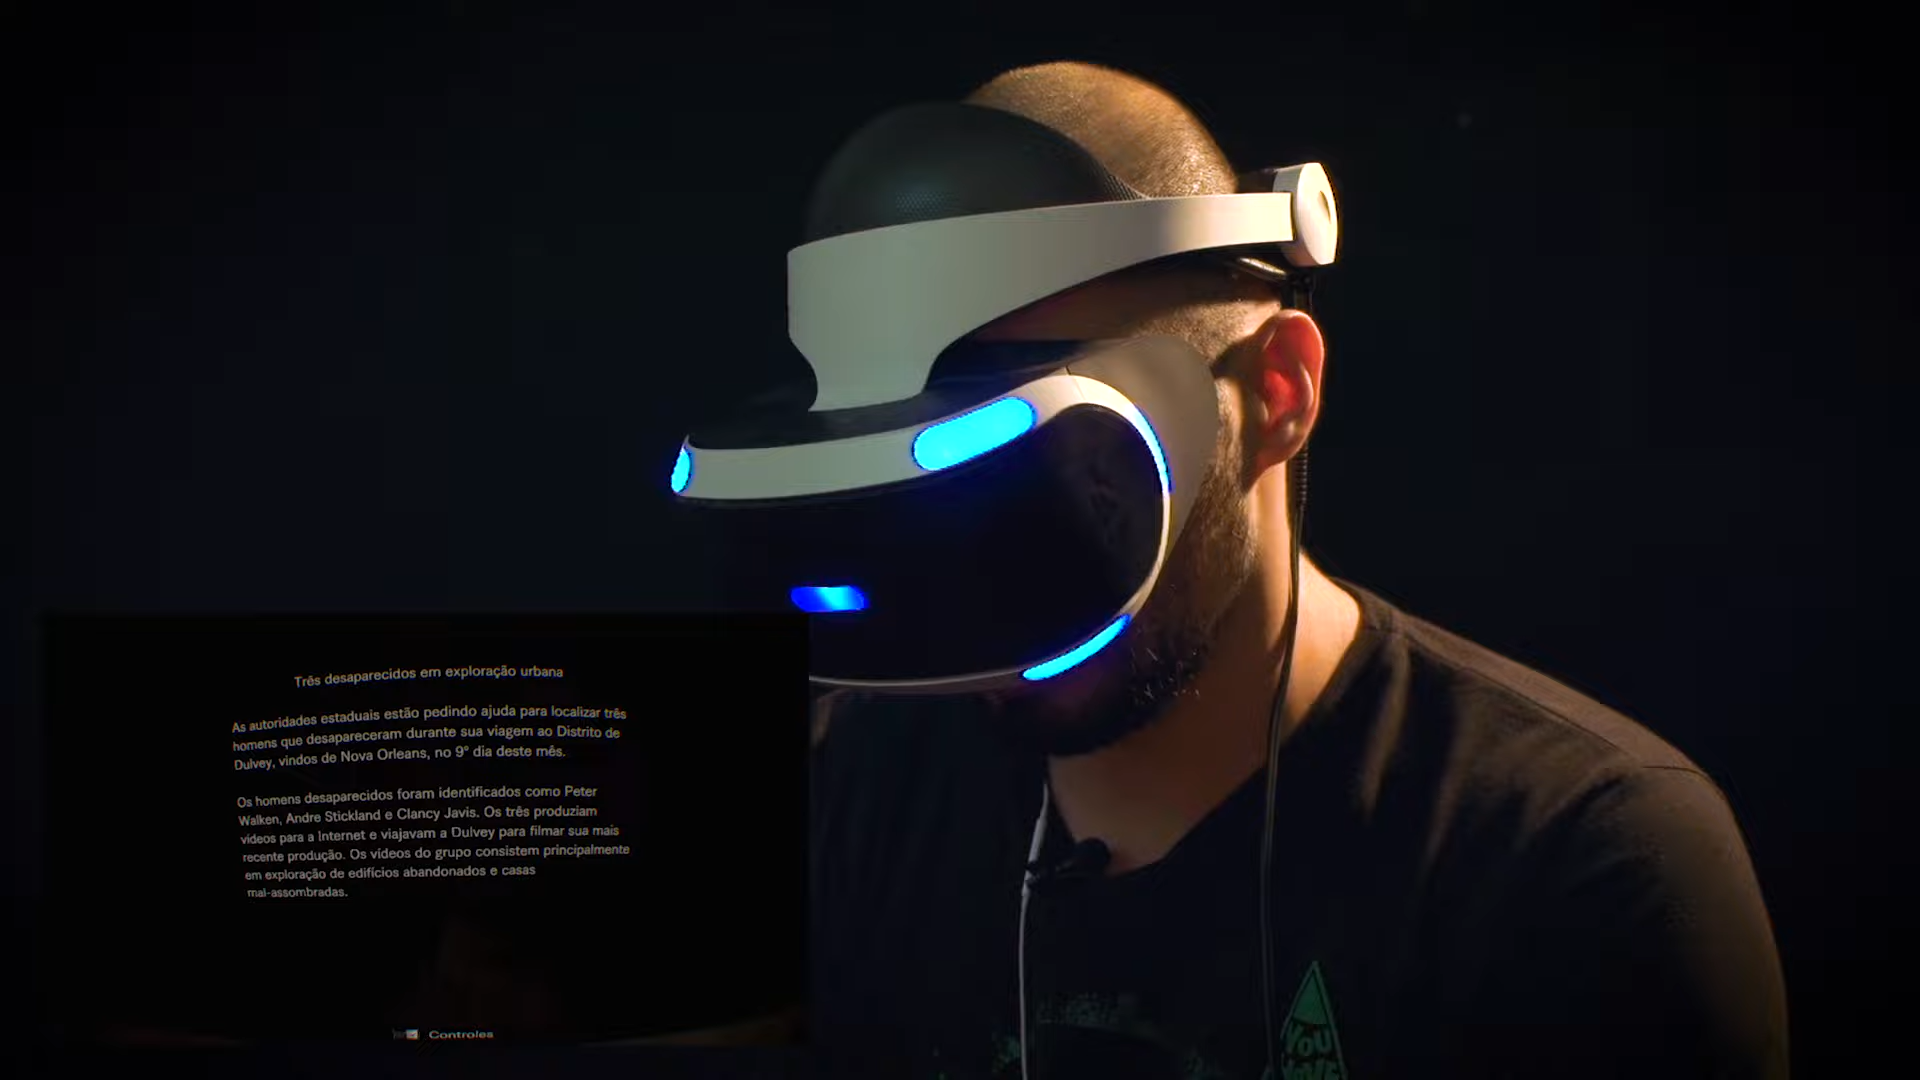 Três desaparecidos em exploração urbana
As autoridades estaduais estão pedindo ajuda para localizar três
homens que desapareceram durante sua viagem ao Distrito de
Dulvey, vindos de Nova Orleans, no 9° dia deste mês.
Os homens desaparecidos foram identificados como Peter
Walken, Andre Stickland e Clancy Javis. Os três produziam
vídeos para a Internet e viajavam a Dulvey para filmar sua mais
recente produção. Os vídeos do grupo consistem principalmente
em exploração de edifícios abandonados e casas
mal-assombradas.
Controles
YOU